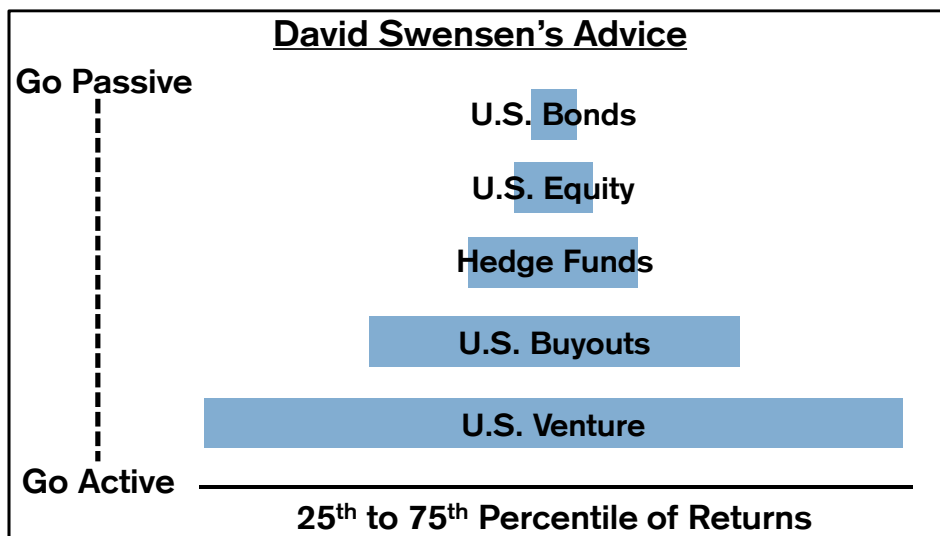 David Swensen’s Advice
Go Passive
U.S. Bonds
U.S. Equity
Hedge Funds
U.S. Buyouts
U.S. Venture
Go Active
25th to 75th Percentile of Returns